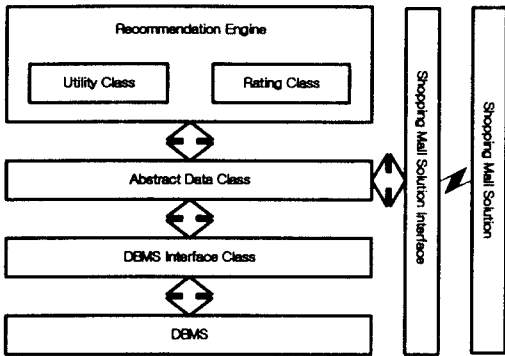 Recommendation Engine
Utility Class
Rating Class
Abstract Data Class
DBMS Interface Class
DBMS
Shopping Mall Solution Interface
Shopping Mall Solution